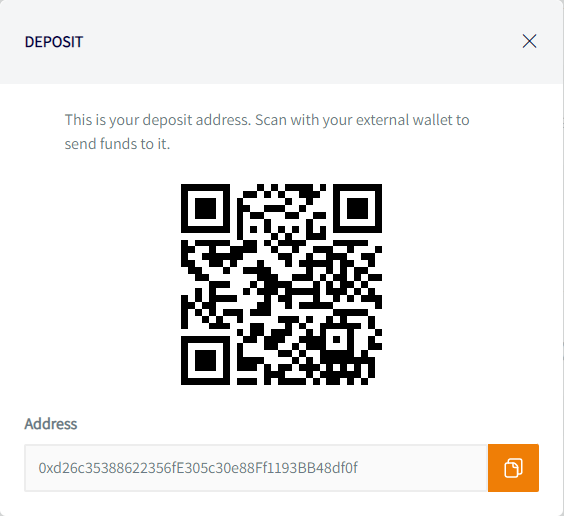 DEPOSIT
This is your deposit address. Scan with your external wallet to
send funds to it.
Address
0xd26c35388622356fE305c30e88Ff1193BB48df0f